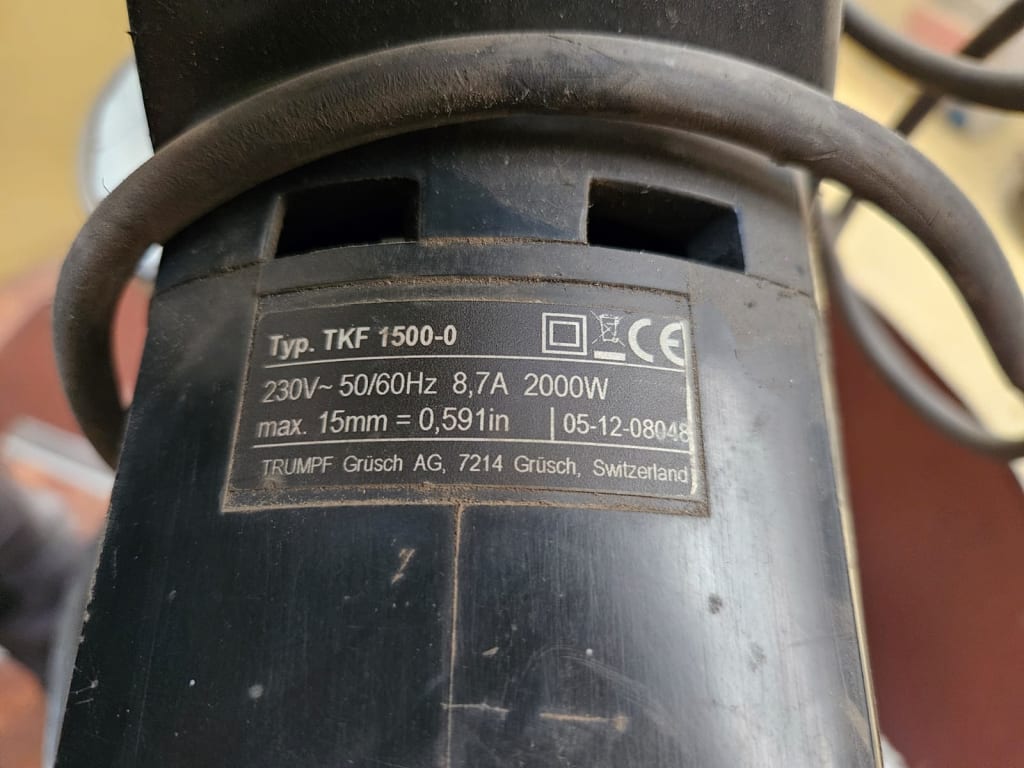 Typ. TKF 1500-0 CE
230V~ 50/60Hz 8,7A 2000W
max. 15mm = 0,591in 05-12-08048
TRUMPF Grüsch AG, 7214 Grüsch, Switzerland